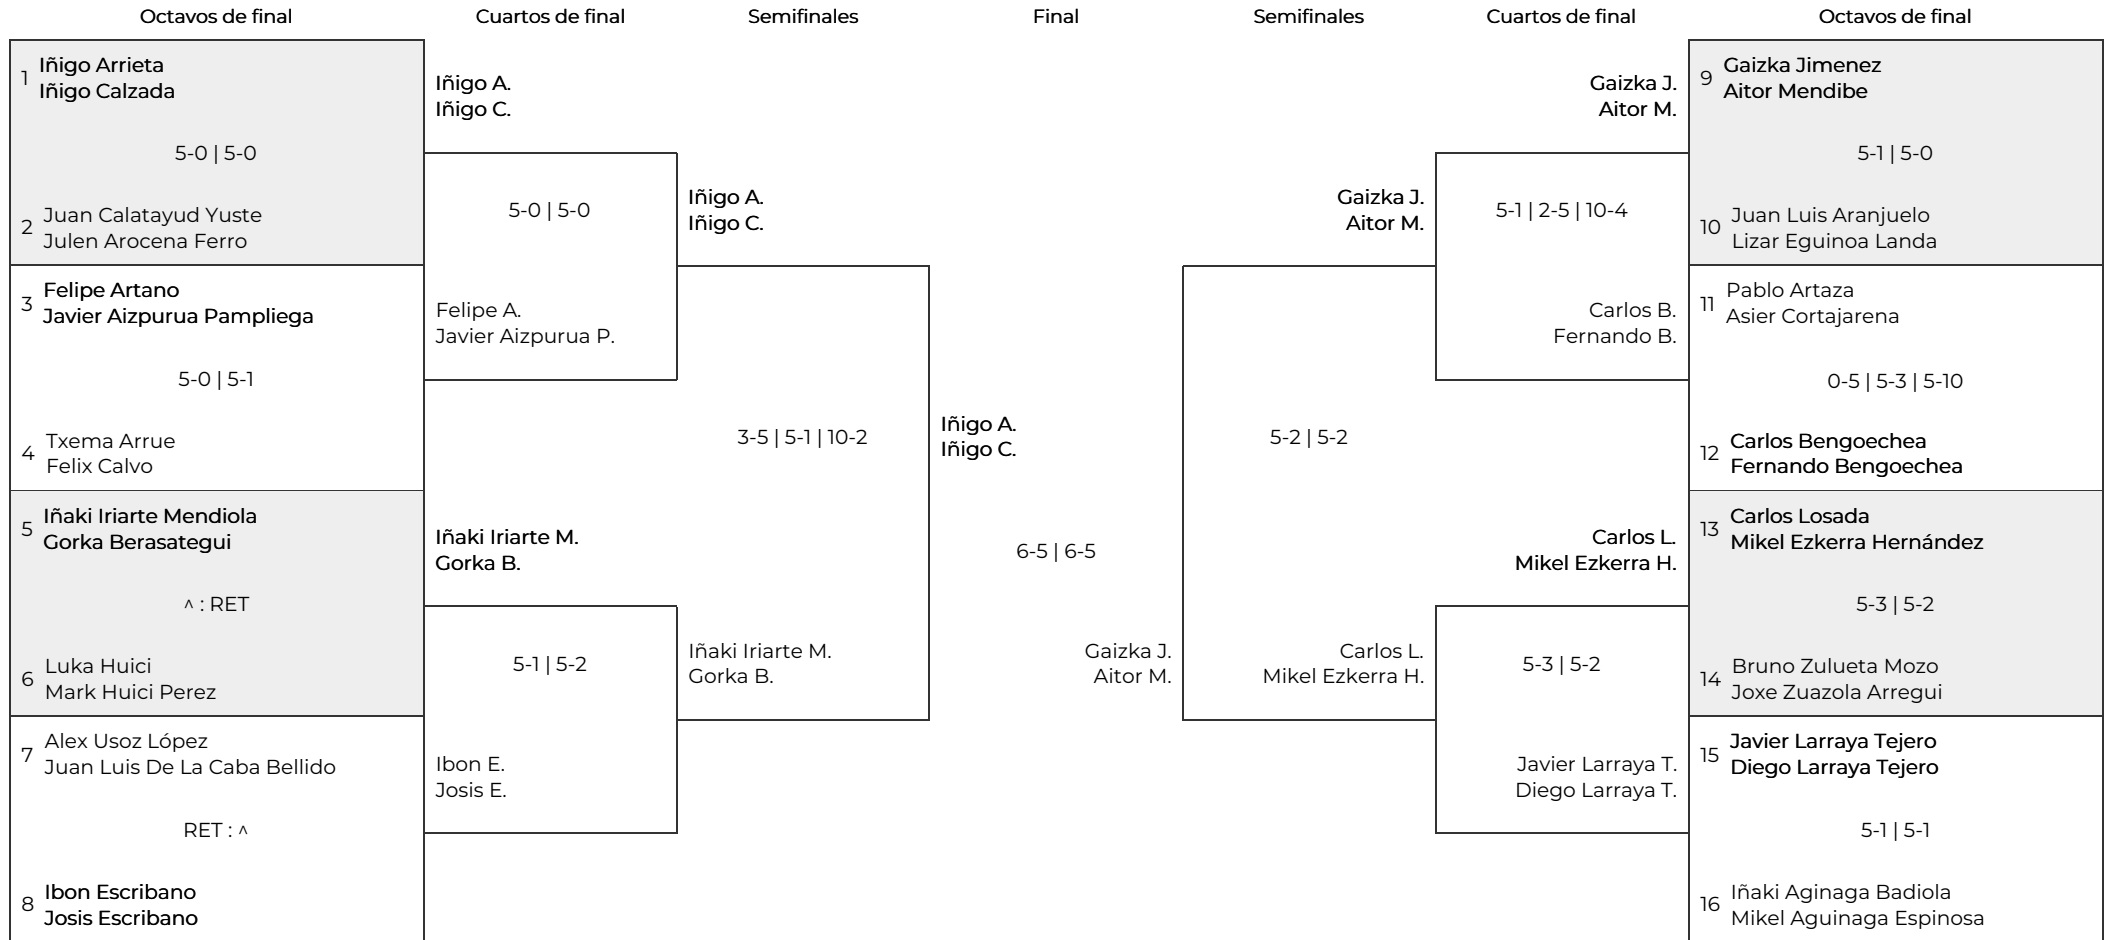 Octavos de final
Cuartos de final
Semifinales
Final
Semifinales
Cuartos de final
Octavos de final
1
Iñigo Arrieta
Iñigo Calzada
5-0 | 5-0
2
Juan Calatayud Yuste
Julen Arocena Ferro
3
Felipe Artano
Javier Aizpurua Pampliega
5-0 | 5-1
4
Txema Arrue
Felix Calvo
5
Iñaki Iriarte Mendiola
Gorka Berasategui
^ : RET
6
Luka Huici
Mark Huici Perez
7
Alex Usoz López
Juan Luis De La Caba Bellido
RET : ^
8
Ibon Escribano
Josis Escribano
Iñigo A.
Iñigo C.
5-0 | 5-0
Felipe A.
Javier Aizpurua P.
Iñaki Iriarte M.
Gorka B.
5-1 | 5-2
Ibon E.
Josis E.
Iñigo A.
Iñigo C.
3-5 | 5-1 | 10-2
Iñaki Iriarte M.
Gorka B.
Iñigo A.
Iñigo C.
6-5 | 6-5
Gaizka J.
Aitor M.
Gaizka J.
Aitor M.
5-2 | 5-2
Carlos L.
Mikel Ezkerra H.
Gaizka J.
Aitor M.
5-1 | 2-5 | 10-4
Carlos B.
Fernando B.
Carlos L.
Mikel Ezkerra H.
5-3 | 5-2
Javier Larraya T.
Diego Larraya T.
9
Gaizka Jimenez
Aitor Mendibe
5-1 | 5-0
10
Juan Luis Aranjuelo
Lizar Eguinoa Landa
11
Pablo Artaza
Asier Cortajarena
0-5 | 5-3 | 5-10
12
Carlos Bengoechea
Fernando Bengoechea
13
Carlos Losada
Mikel Ezkerra Hernández
5-3 | 5-2
14
Bruno Zulueta Mozo
Joxe Zuazola Arregui
15
Javier Larraya Tejero
Diego Larraya Tejero
5-1 | 5-1
16
Iñaki Aginaga Badiola
Mikel Aguinaga Espinosa